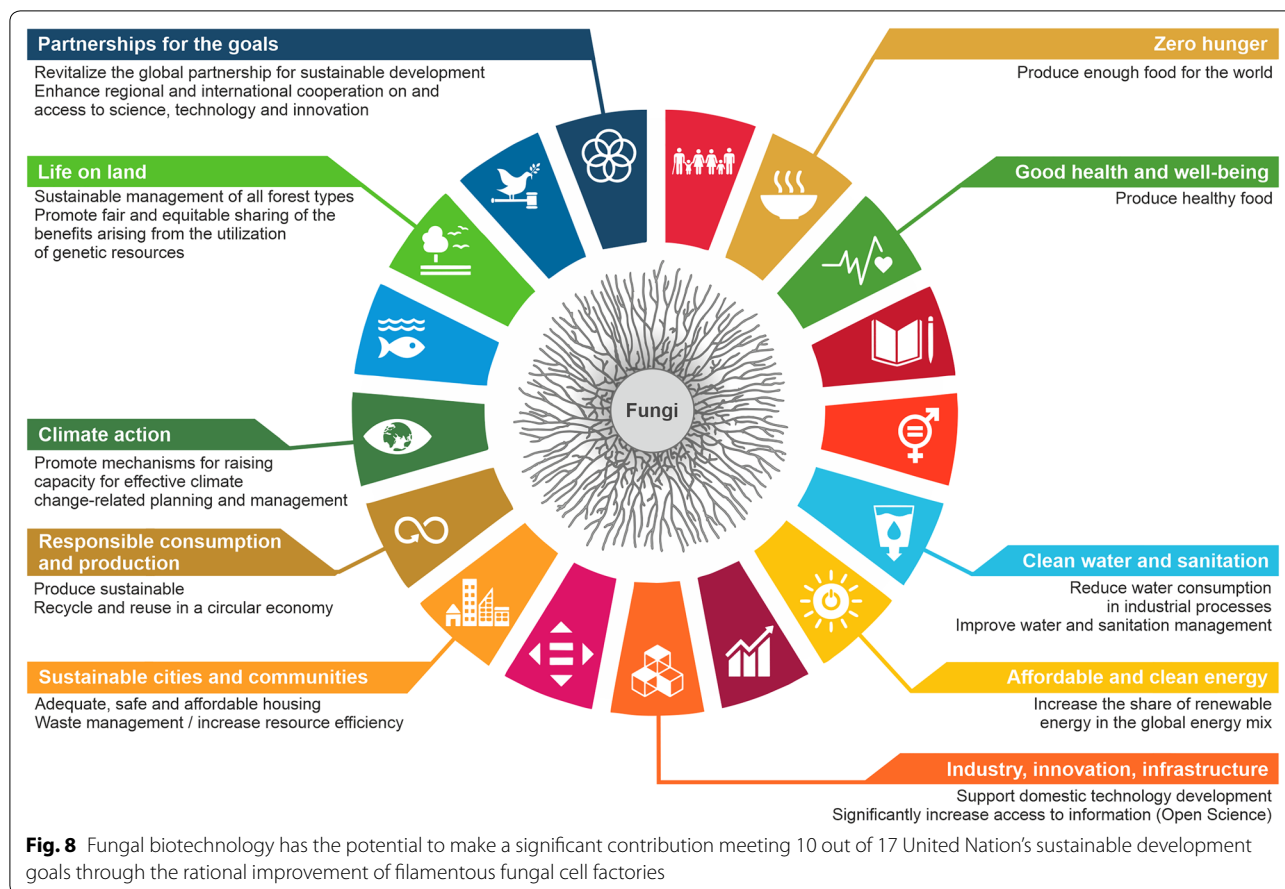 Partnerships for the goals
Revitalize the global partnership for sustainable development
Enhance regional and international cooperation on and
access to science, technology and innovation
Life on land
Sustainable management of all forest types
Promote fair and equitable sharing of the
benefits arising from the utilization
of genetic resources
Climate action
Promote mechanisms for raising
capacity for effective climate
change-related planning and management
Responsible consumption
and production
Produce sustainable
Recycle and reuse in a circular economy
Sustainable cities and communities
Adequate, safe and affordable housing
Waste management / increase resource efficiency
Fungi
Zero hunger
Produce enough food for the world
Good health and well-being
Produce healthy food
Clean water and sanitation
Reduce water consumption
in industrial processes
Improve water and sanitation management
Affordable and clean energy
Increase the share of renewable
energy in the global energy mix
Industry, innovation, infrastructure
Support domestic technology development
Significantly increase access to information (Open Science)
Fig. 8 Fungal biotechnology has the potential to make a significant contribution meeting 10 out of 17 United Nation's sustainable development
goals through the rational improvement of filamentous fungal cell factories